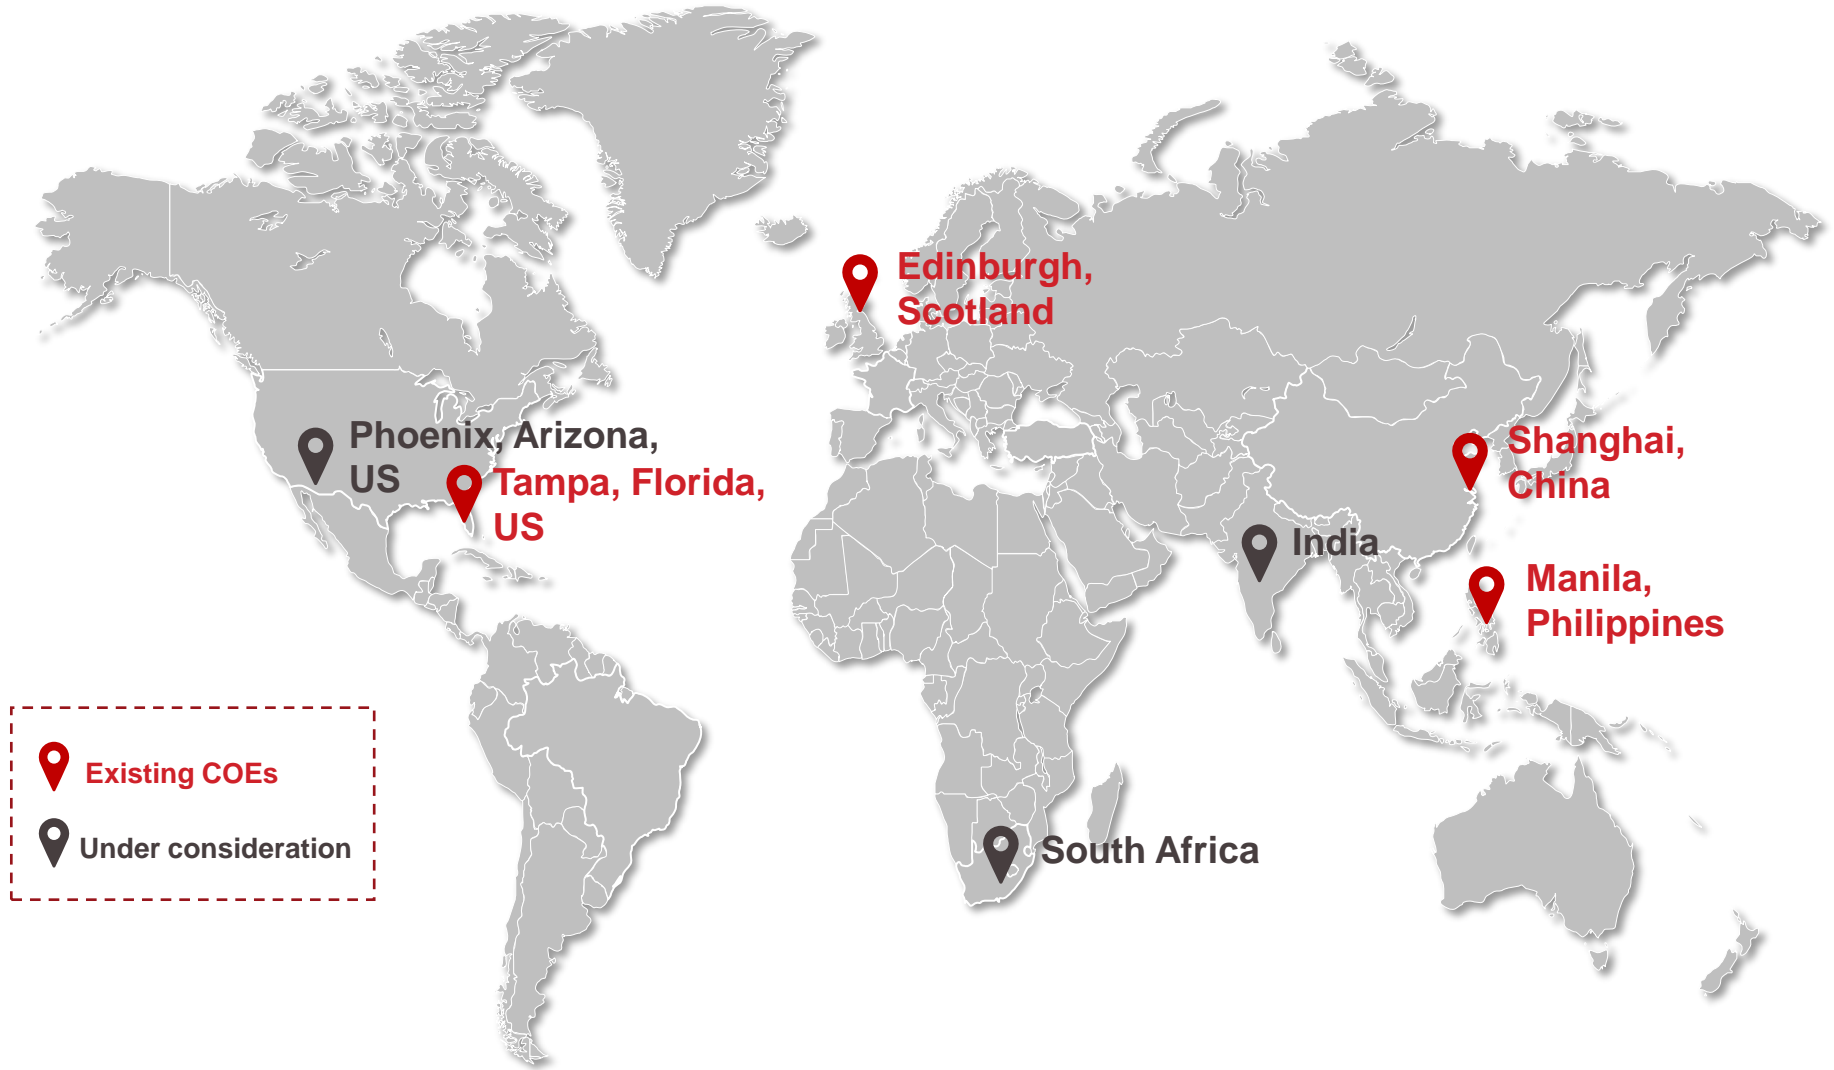 Edinburgh,
Scotland
Phoenix, Arizona,
US
Tampa, Florida,
US
Shanghai,
China
India
Manila,
Philippines
South Africa
Existing COEs
Under consideration